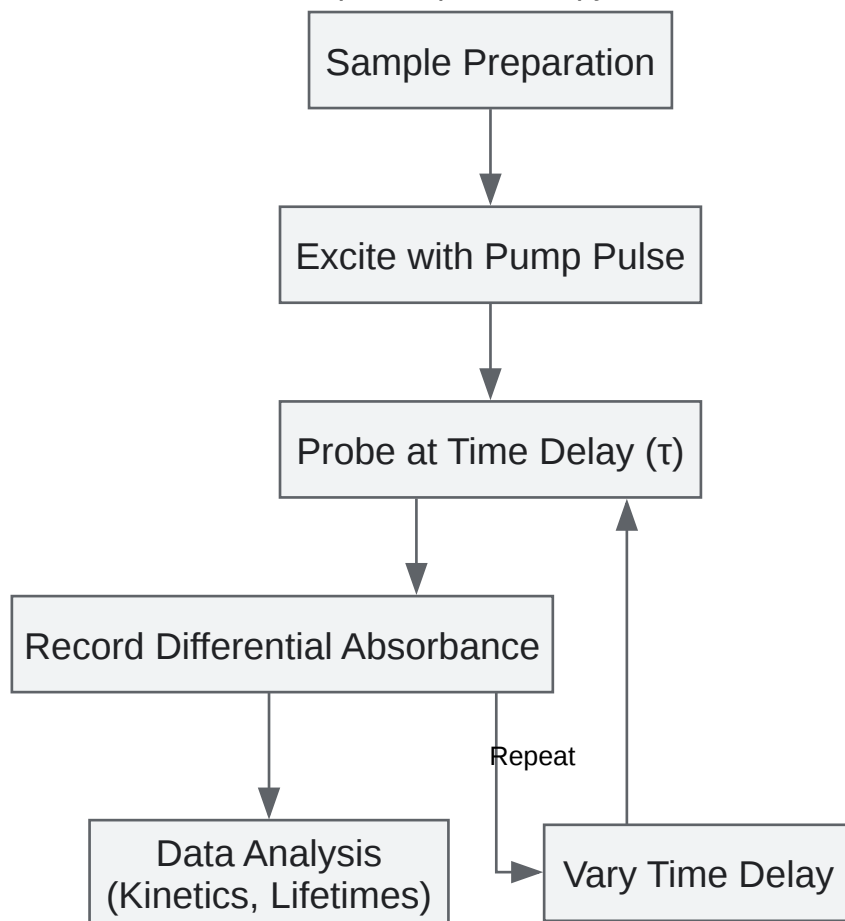 Sample Preparation
Excite with Pump Pulse
Probe at Time Delay (τ)
Record Differential Absorbance
Repeat
Data Analysis
(Kinetics, Lifetimes)
Vary Time Delay